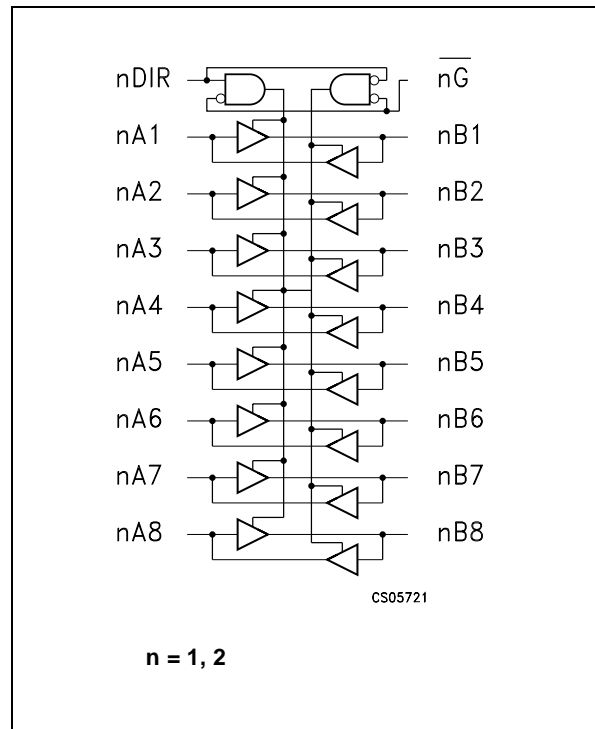 nDIR nG̅
nA1 nB1
nA2 nB2
nA3 nB3
nA4 nB4
nA5 nB5
nA6 nB6
nA7 nB7
nA8 nB8
CS05721
n = 1, 2